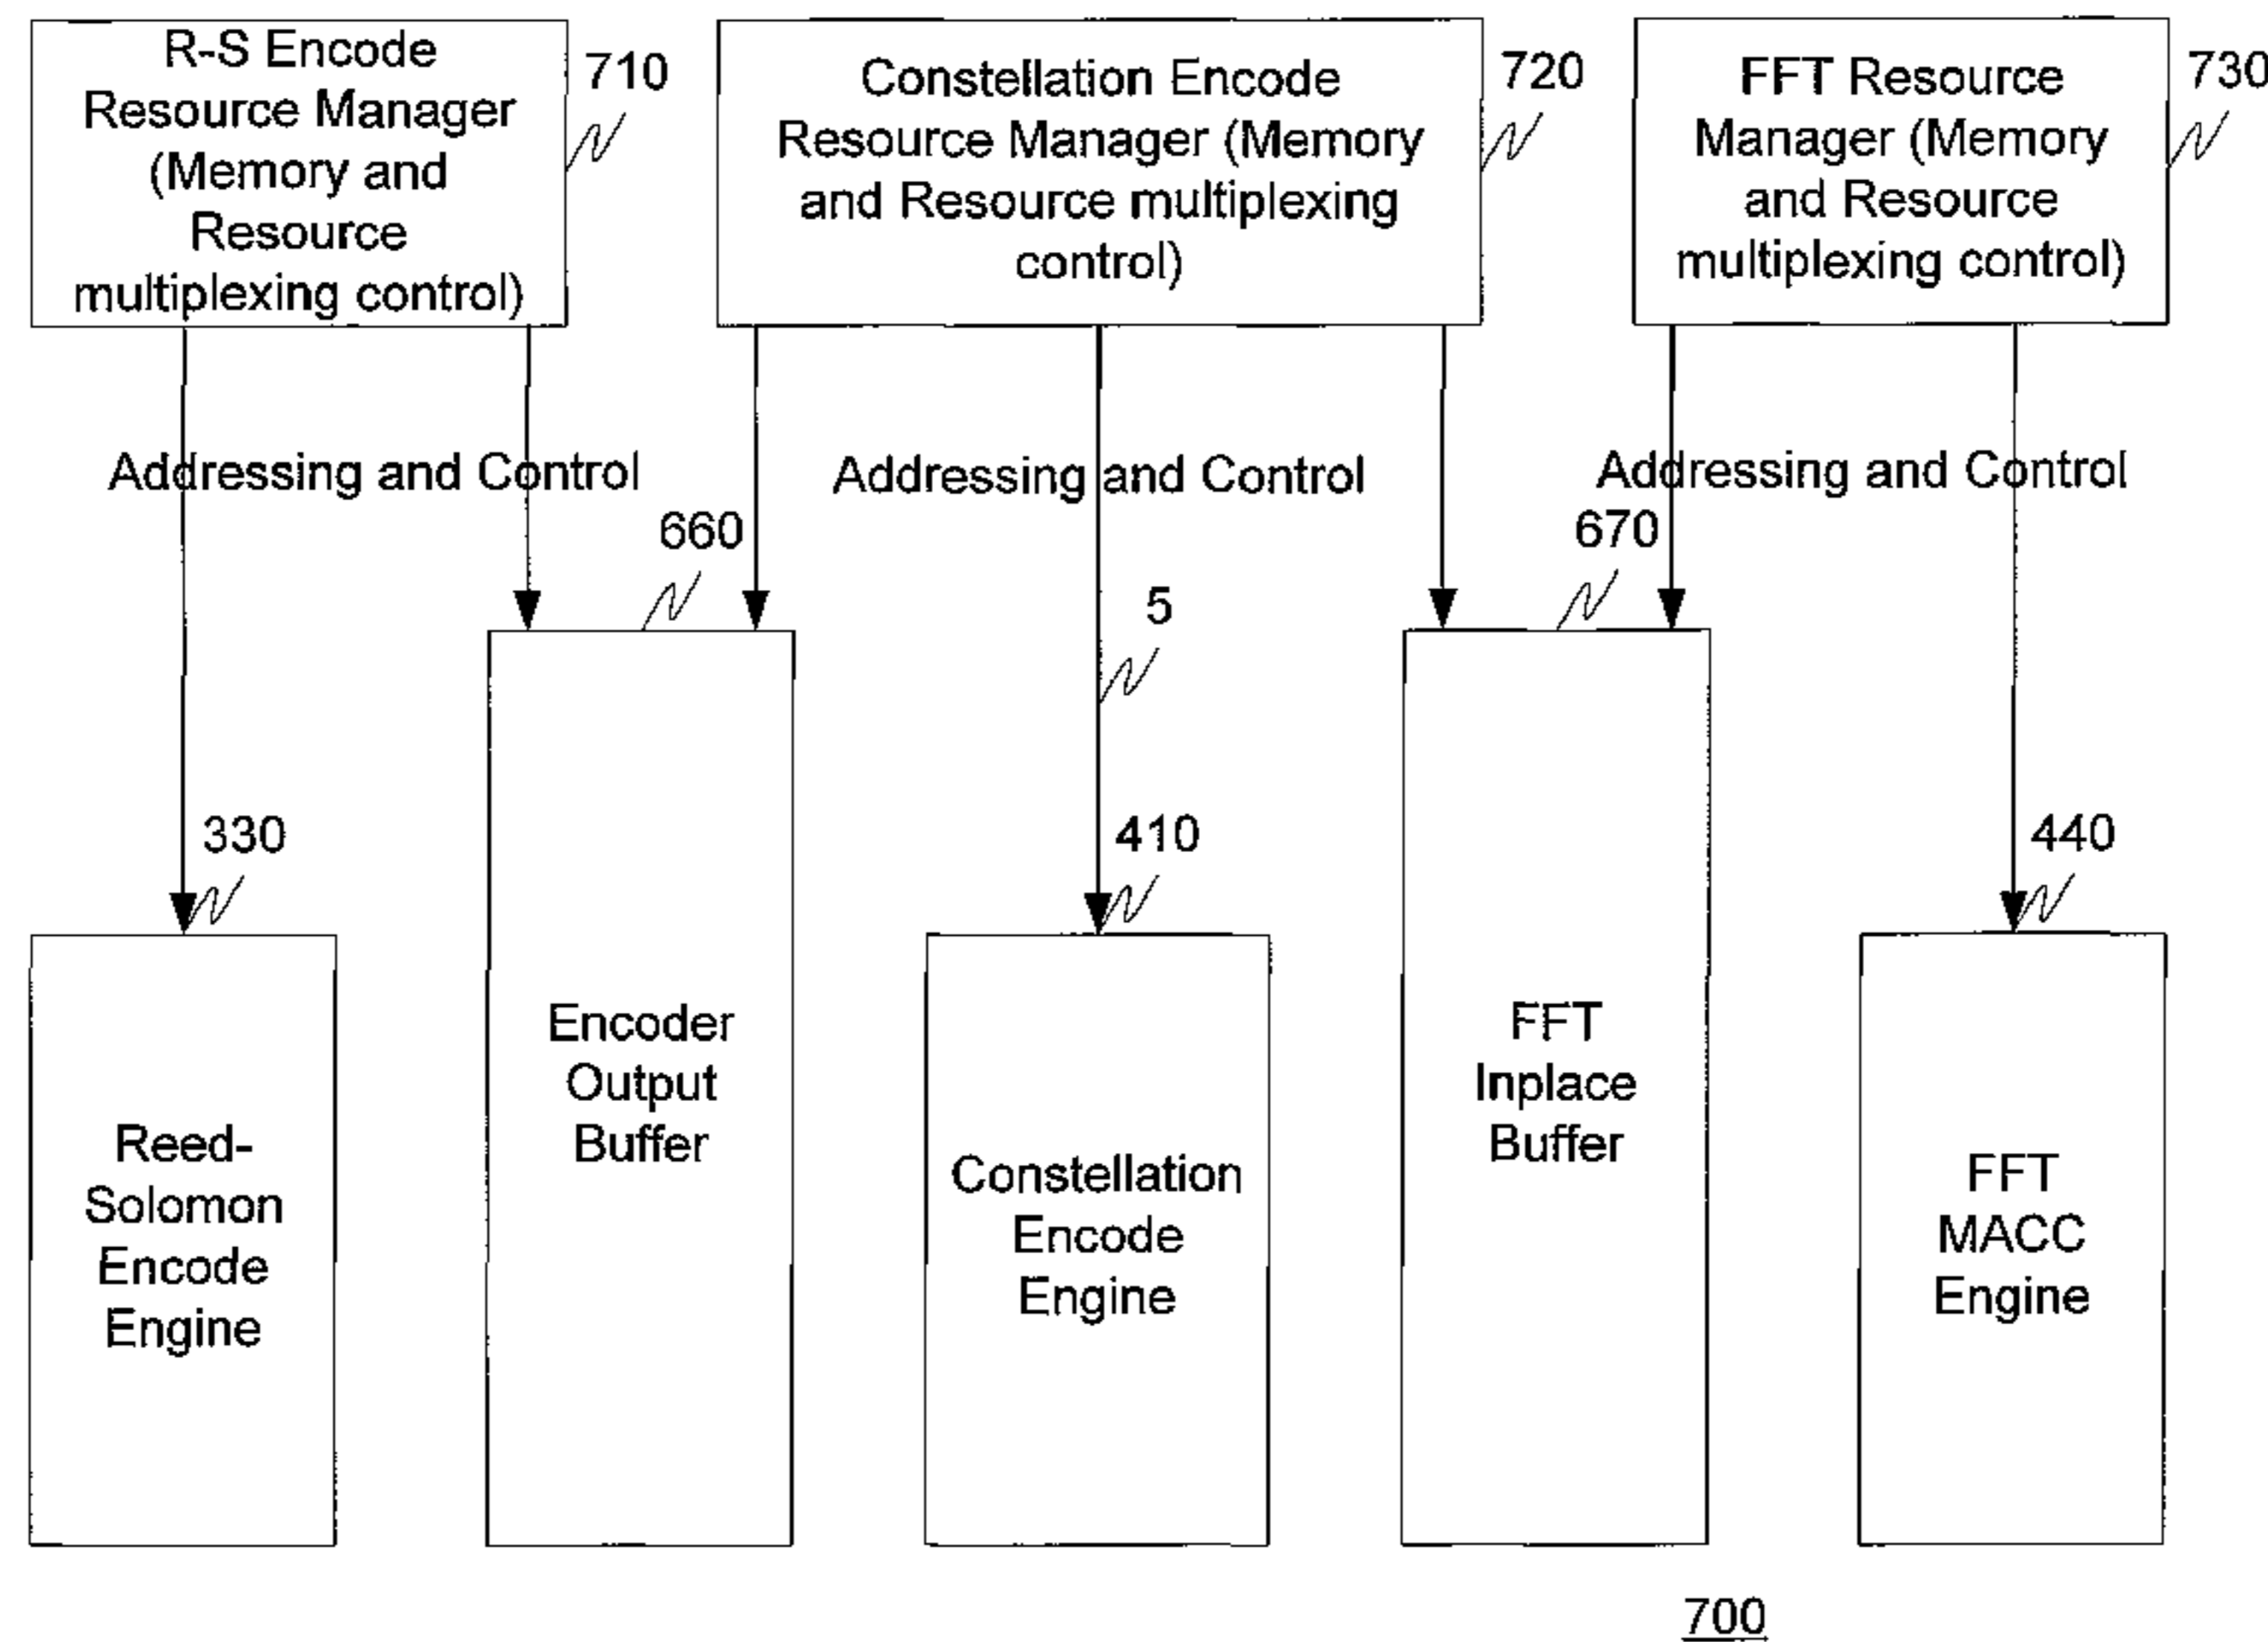 R-S Encode
Resource Manager
(Memory and
Resource
multiplexing control)
710
Constellation Encode
Resource Manager (Memory
and Resource multiplexing
control)
720
FFT Resource
Manager (Memory
and Resource
multiplexing control)
730
Addressing and Control
Addressing and Control
Addressing and Control
660
670
5
330
410
440
Reed-
Solomon
Encode
Engine
Encoder
Output
Buffer
Constellation
Encode
Engine
FFT
Inplace
Buffer
FFT
MACC
Engine
700